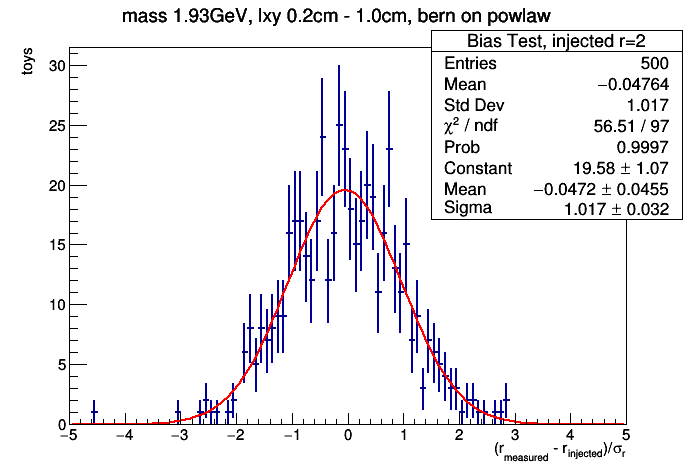 mass 1.93GeV, lxy 0.2cm - 1.0cm, bern on powlaw
Bias Test, injected r=2
Entries 500
Mean −0.04764
Std Dev 1.017
χ² / ndf 56.51 / 97
Prob 0.9997
Constant 19.58 ± 1.07
Mean −0.0472 ± 0.0455
Sigma 1.017 ± 0.032
toys
30
25
20
15
10
5
0
−5 −4 −3 −2 −1 0 1 2 3 4 5
(r_measured - r_injected)/σ_r